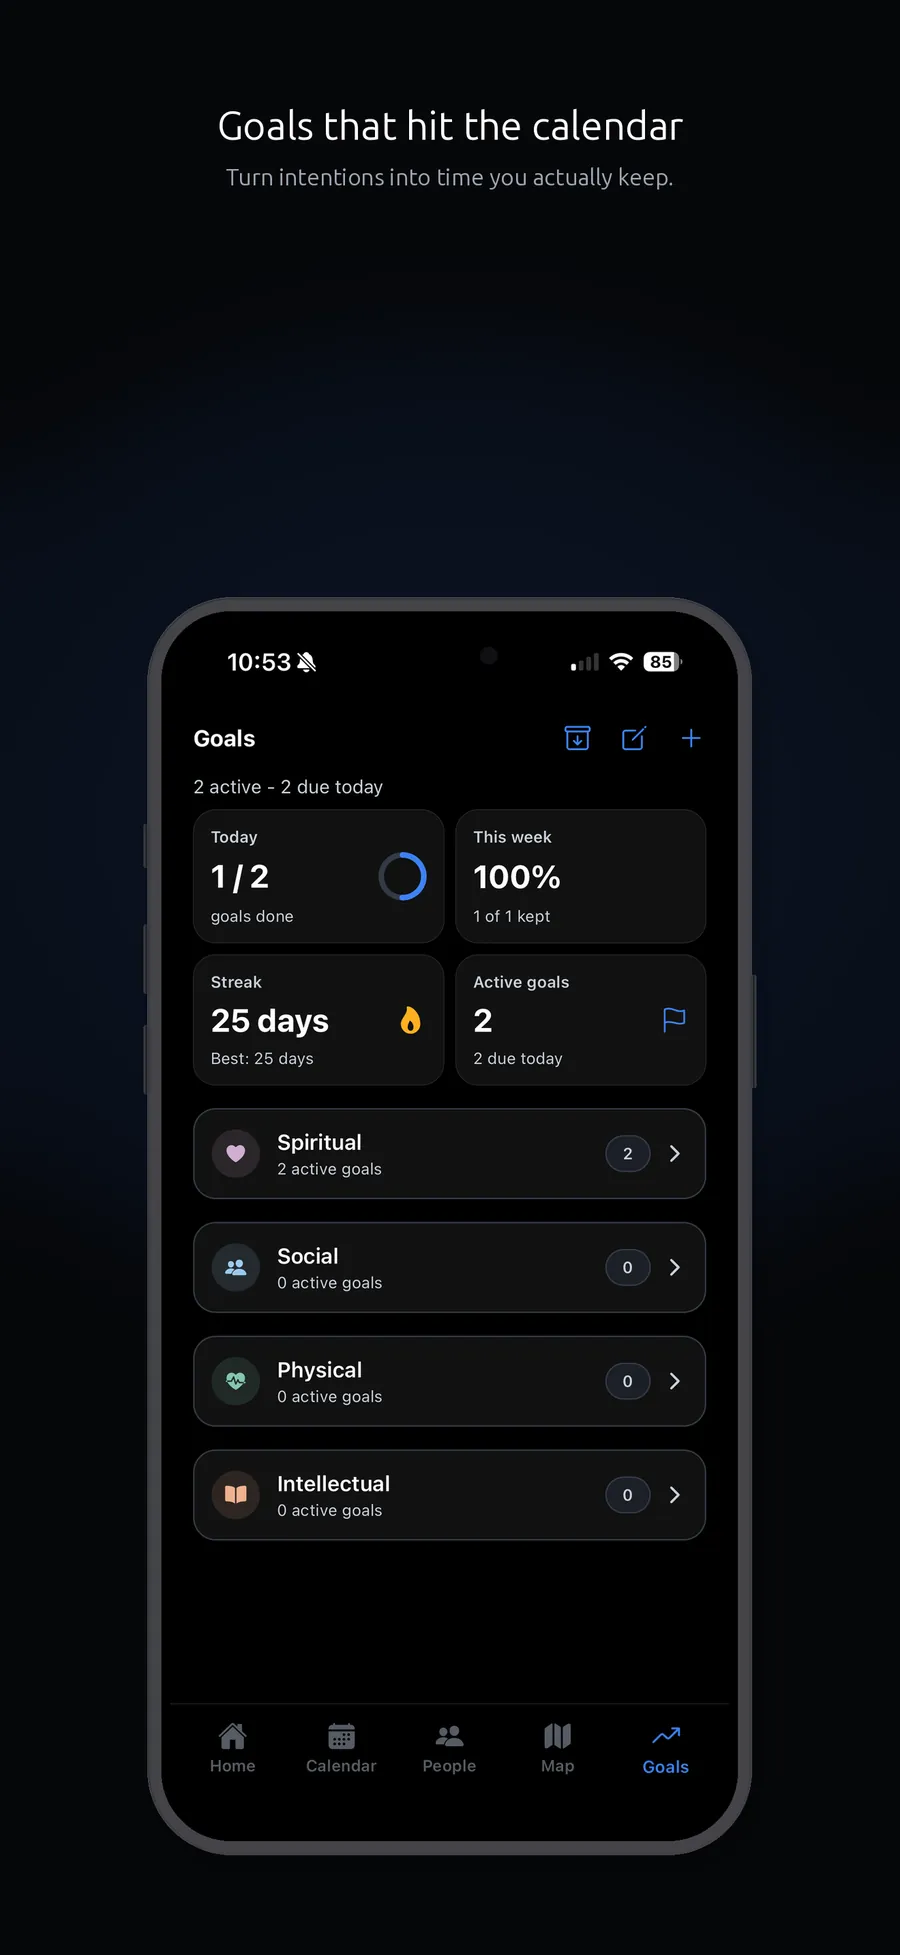 Goals that hit the calendar
Turn intentions into time you actually keep.
10:53
85
Goals
2 active - 2 due today
Today
1 / 2
goals done
This week
100%
1 of 1 kept
Streak
25 days
Best: 25 days
Active goals
2
2 due today
Spiritual
2 active goals
2
Social
0 active goals
0
Physical
0 active goals
0
Intellectual
0 active goals
0
Home
Calendar
People
Map
Goals